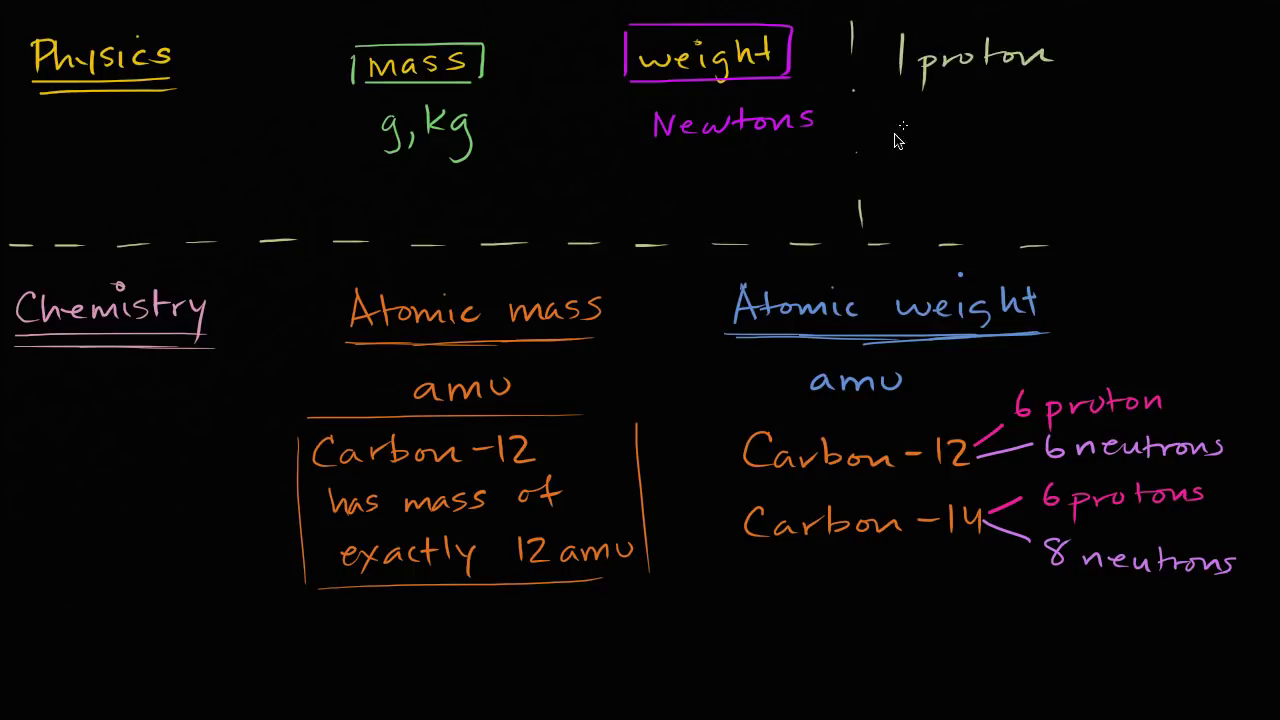 Physics
mass
g, kg
weight
Newtons
1 proton
Chemistry
Atomic mass
amu
Carbon-12
has mass of
exactly 12 amu
Atomic weight
amu
Carbon-12
6 proton
6 neutrons
Carbon-14
6 protons
8 neutrons